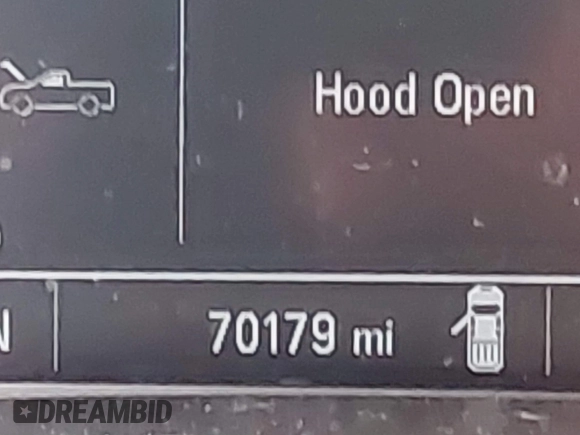 Hood Open
N
70179 mi
DREAMBID